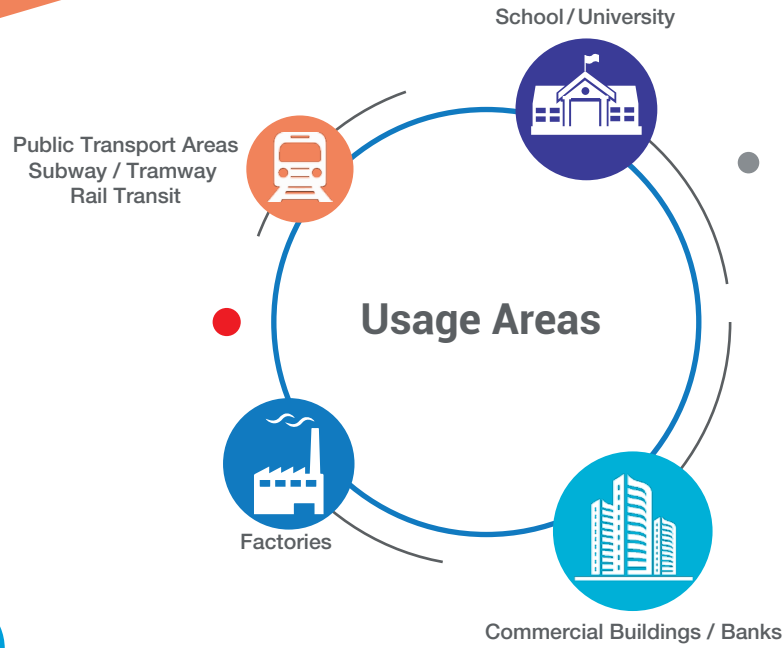 School / University
Public Transport Areas
Subway / Tramway
Rail Transit
Usage Areas
Factories
Commercial Buildings / Banks